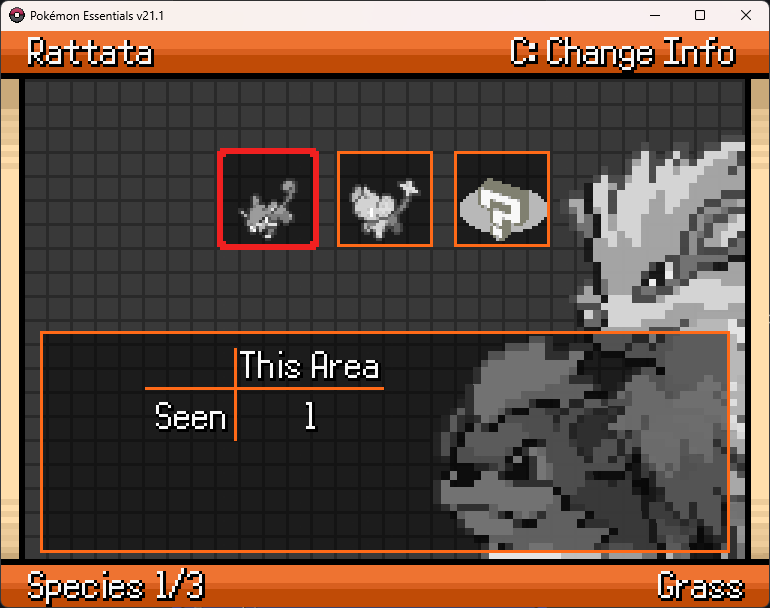 Pokémon Essentials v21.1
Rattata
C: Change Info
This Area
Seen 1
Species 1/3
Grass